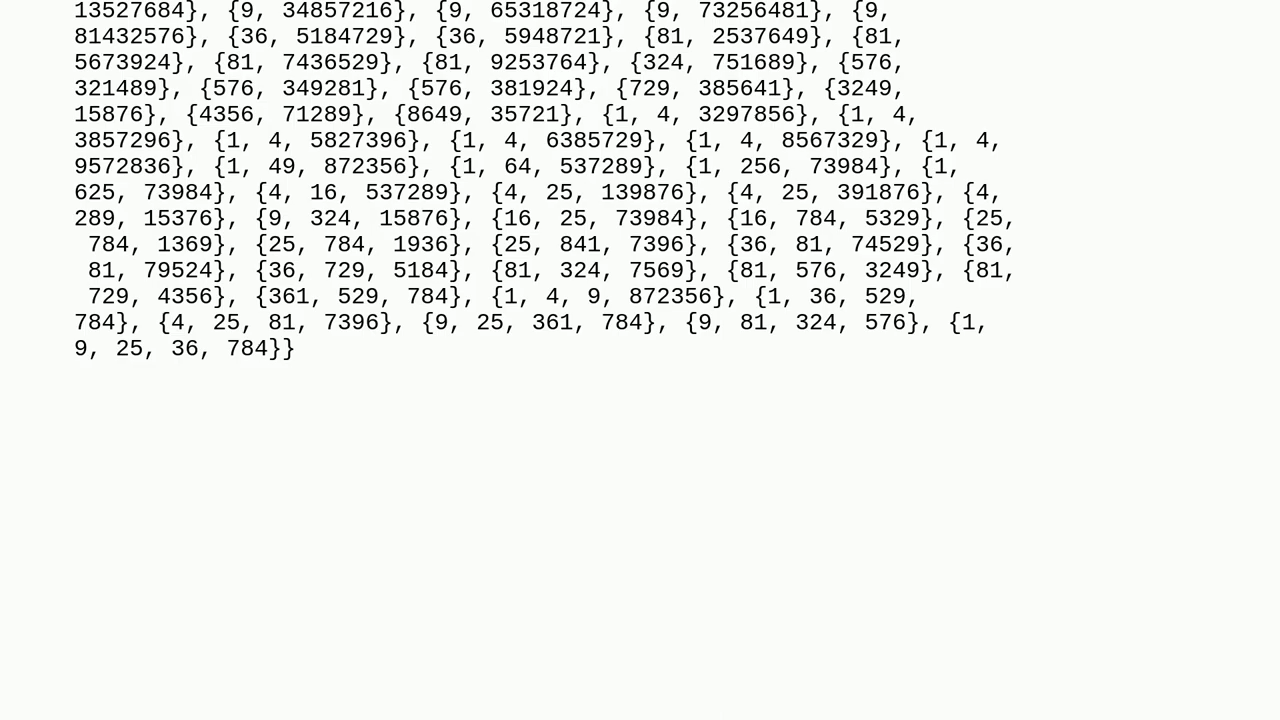 13527684}, {9, 34857216}, {9, 65318724}, {9, 73256481}, {9,
81432576}, {36, 5184729}, {36, 5948721}, {81, 2537649}, {81,
5673924}, {81, 7436529}, {81, 9253764}, {324, 751689}, {576,
321489}, {576, 349281}, {576, 381924}, {729, 385641}, {3249,
15876}, {4356, 71289}, {8649, 35721}, {1, 4, 3297856}, {1, 4,
3857296}, {1, 4, 5827396}, {1, 4, 6385729}, {1, 4, 8567329}, {1, 4,
9572836}, {1, 49, 872356}, {1, 64, 537289}, {1, 256, 73984}, {1,
625, 73984}, {4, 16, 537289}, {4, 25, 139876}, {4, 25, 391876}, {4,
289, 15376}, {9, 324, 15876}, {16, 25, 73984}, {16, 784, 5329}, {25,
784, 1369}, {25, 784, 1936}, {25, 841, 7396}, {36, 81, 74529}, {36,
81, 79524}, {36, 729, 5184}, {81, 324, 7569}, {81, 576, 3249}, {81,
729, 4356}, {361, 529, 784}, {1, 4, 9, 872356}, {1, 36, 529,
784}, {4, 25, 81, 7396}, {9, 25, 361, 784}, {9, 81, 324, 576}, {1,
9, 25, 36, 784}}